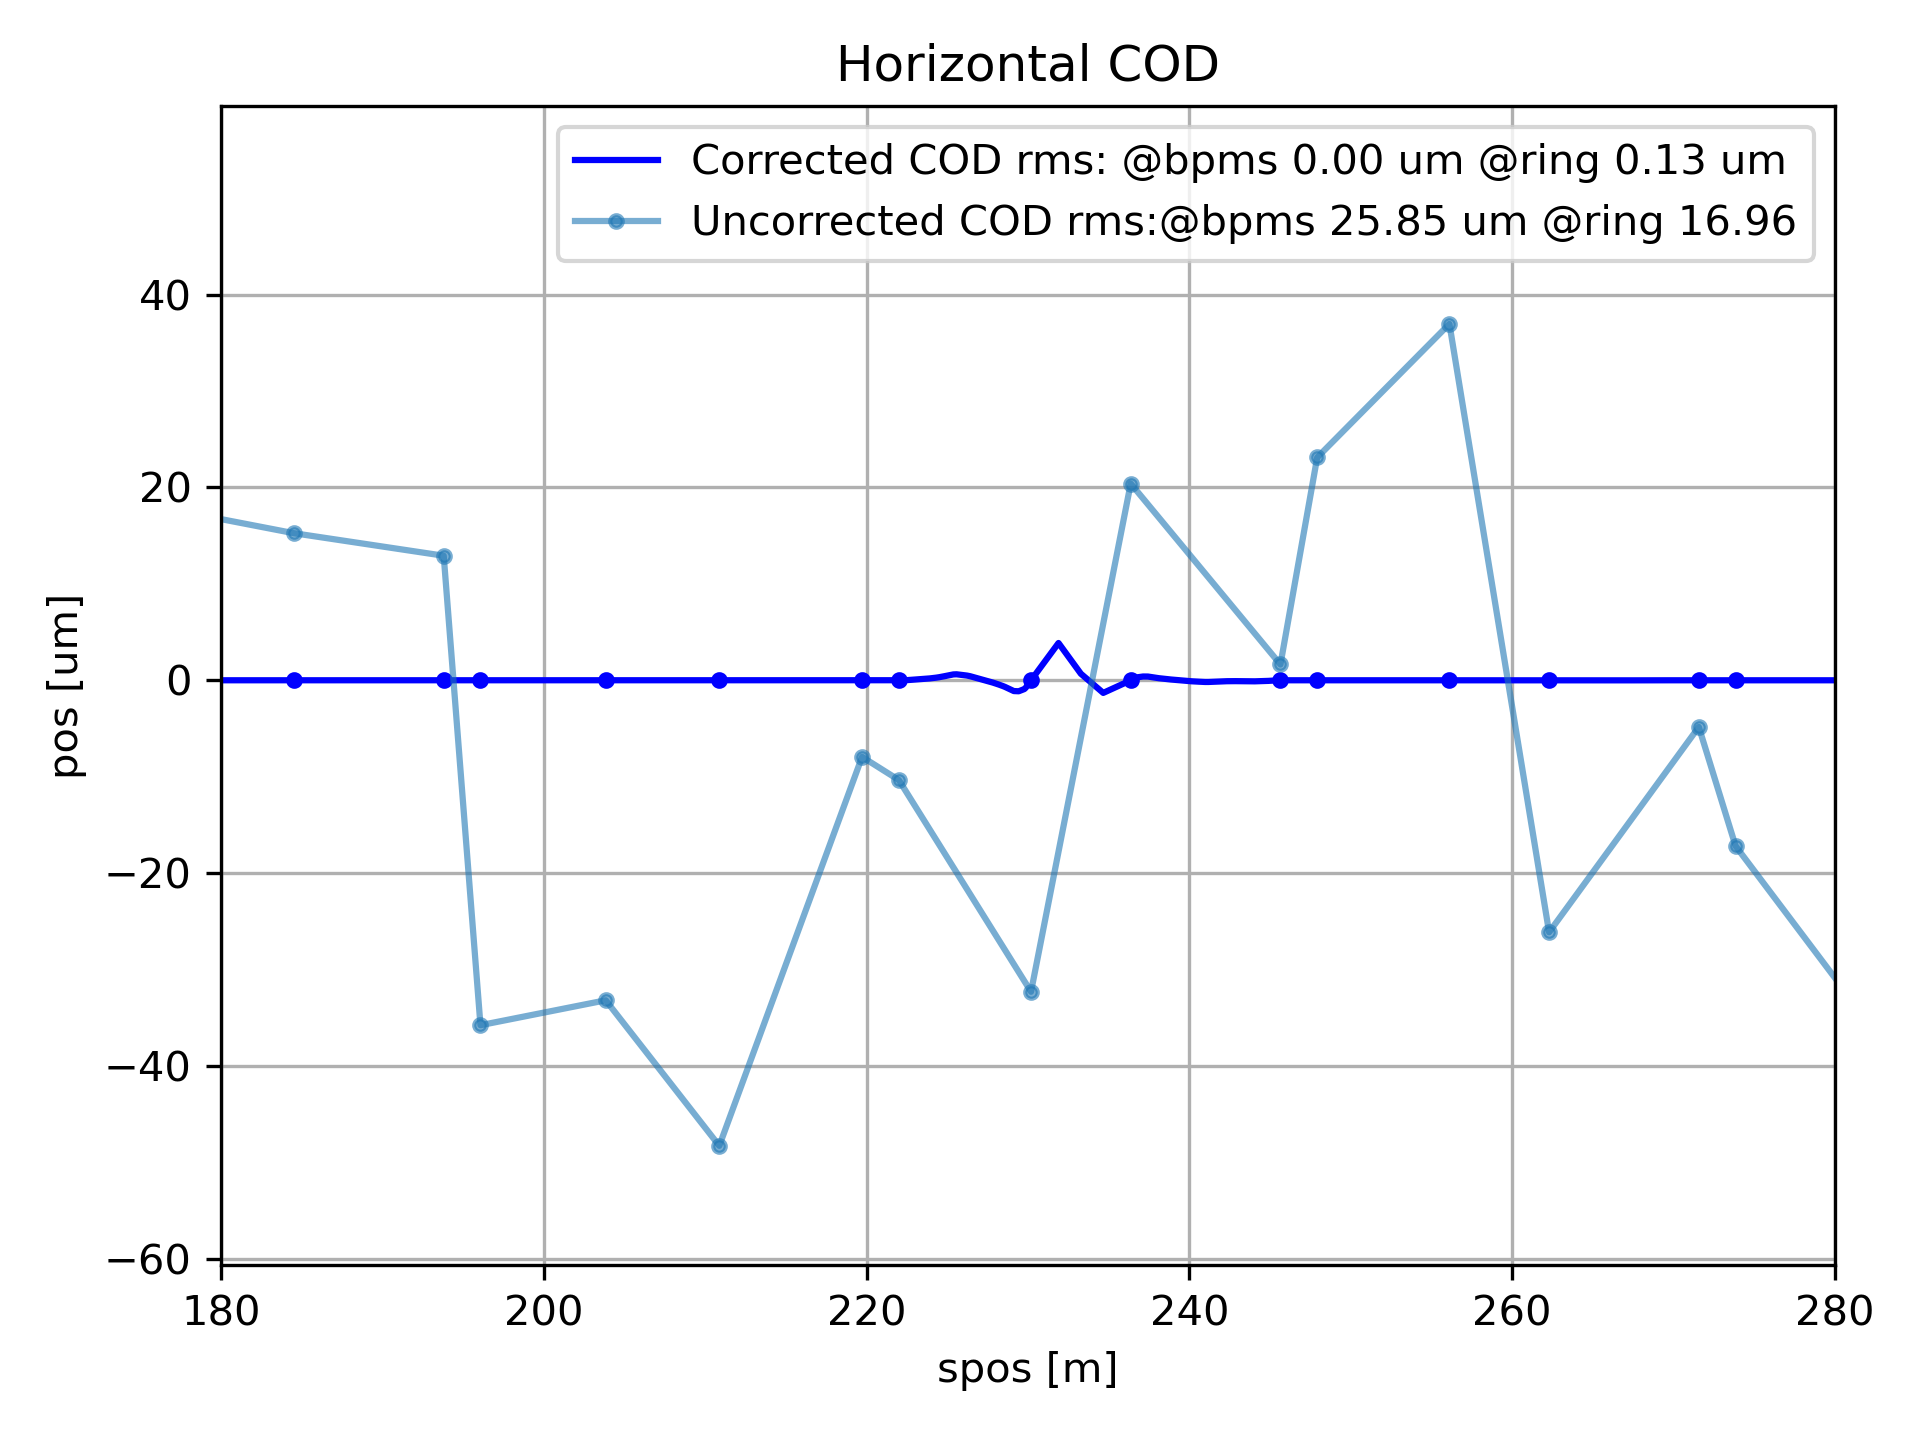 Horizontal COD
Corrected COD rms: @bpms 0.00 um @ring 0.13 um
Uncorrected COD rms:@bpms 25.85 um @ring 16.96
40
20
0
−20
−40
−60
pos [um]
180 200 220 240 260 280
spos [m]